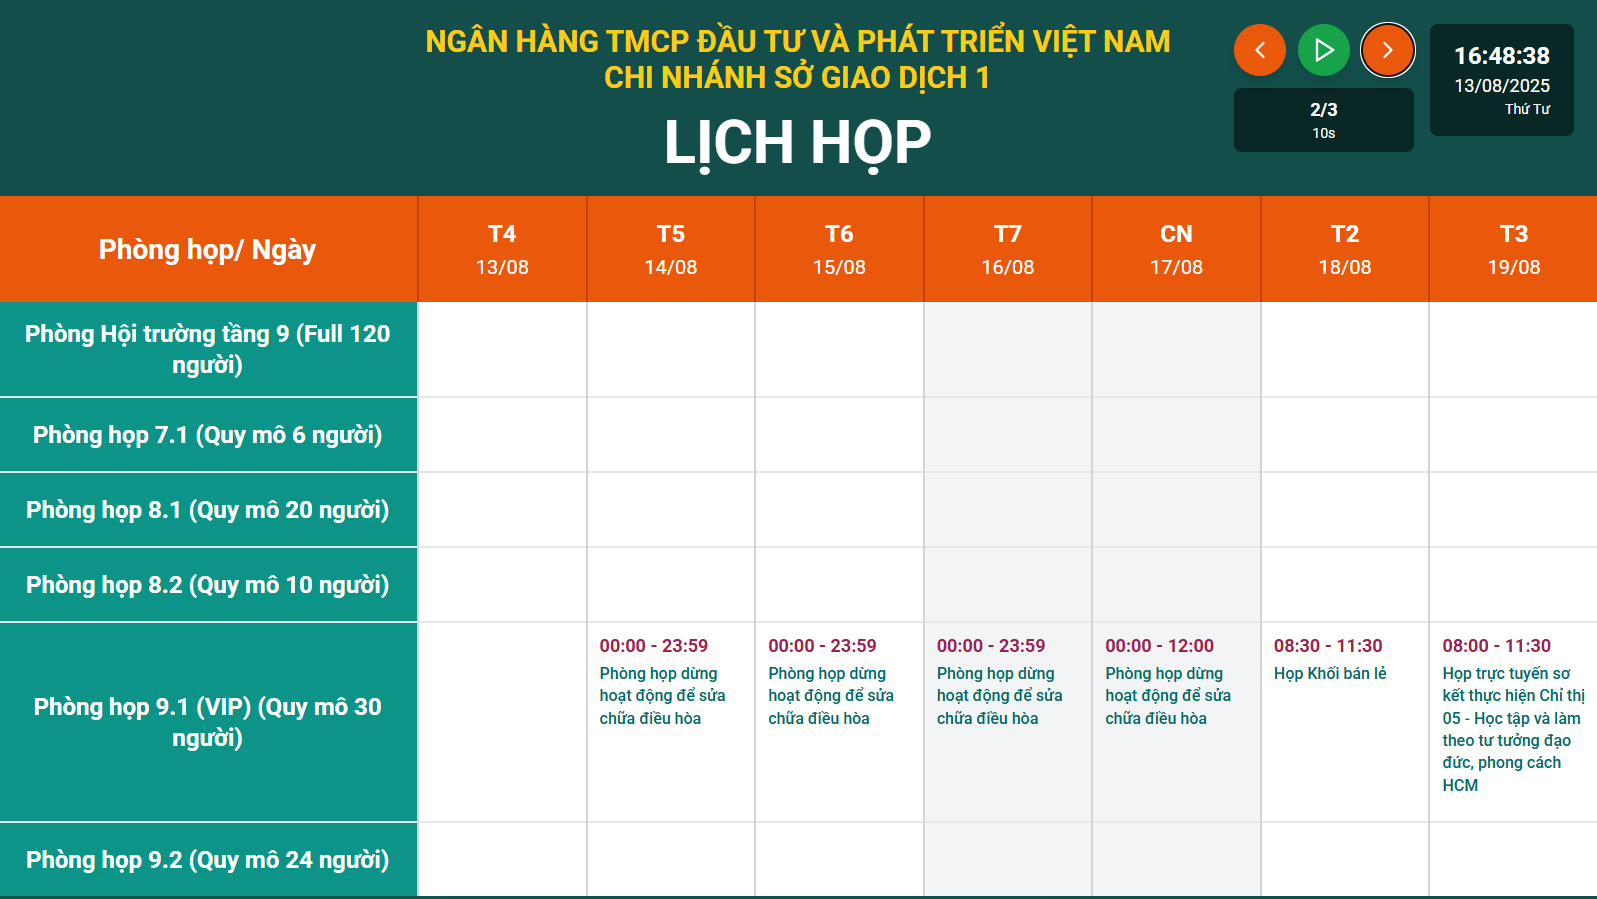 NGÂN HÀNG TMCP ĐẦU TƯ VÀ PHÁT TRIỂN VIỆT NAM
CHI NHÁNH SỞ GIAO DỊCH 1
LỊCH HỌP
2/3
10s
16:48:38
13/08/2025
Thứ Tư
Phòng họp/ Ngày
T4
13/08
T5
14/08
T6
15/08
T7
16/08
CN
17/08
T2
18/08
T3
19/08
Phòng Hội trường tầng 9 (Full 120
người)
Phòng họp 7.1 (Quy mô 6 người)
Phòng họp 8.1 (Quy mô 20 người)
Phòng họp 8.2 (Quy mô 10 người)
Phòng họp 9.1 (VIP) (Quy mô 30
người)
00:00 - 23:59
Phòng họp dừng
hoạt động để sửa
chữa điều hòa
00:00 - 23:59
Phòng họp dừng
hoạt động để sửa
chữa điều hòa
00:00 - 23:59
Phòng họp dừng
hoạt động để sửa
chữa điều hòa
00:00 - 12:00
Phòng họp dừng
hoạt động để sửa
chữa điều hòa
08:30 - 11:30
Họp Khối bán lẻ
08:00 - 11:30
Họp trực tuyến sơ
kết thực hiện Chỉ thị
05 - Học tập và làm
theo tư tưởng đạo
đức, phong cách
HCM
Phòng họp 9.2 (Quy mô 24 người)